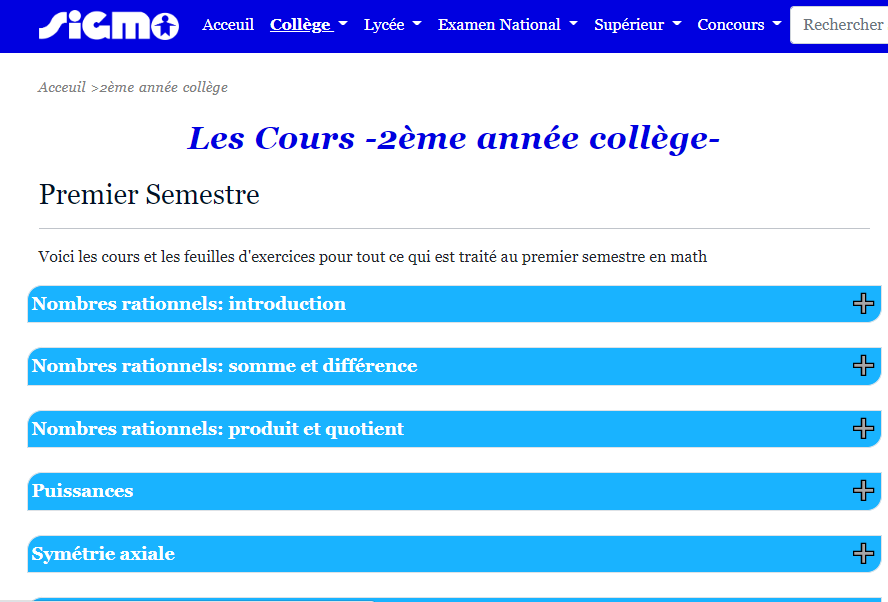 SIGMA
Acceuil Collège Lycée Examen National Supérieur Concours Rechercher
Acceuil >2ème année collège
Les Cours -2ème année collège-
Premier Semestre
Voici les cours et les feuilles d'exercices pour tout ce qui est traité au premier semestre en math
Nombres rationnels: introduction
Nombres rationnels: somme et différence
Nombres rationnels: produit et quotient
Puissances
Symétrie axiale